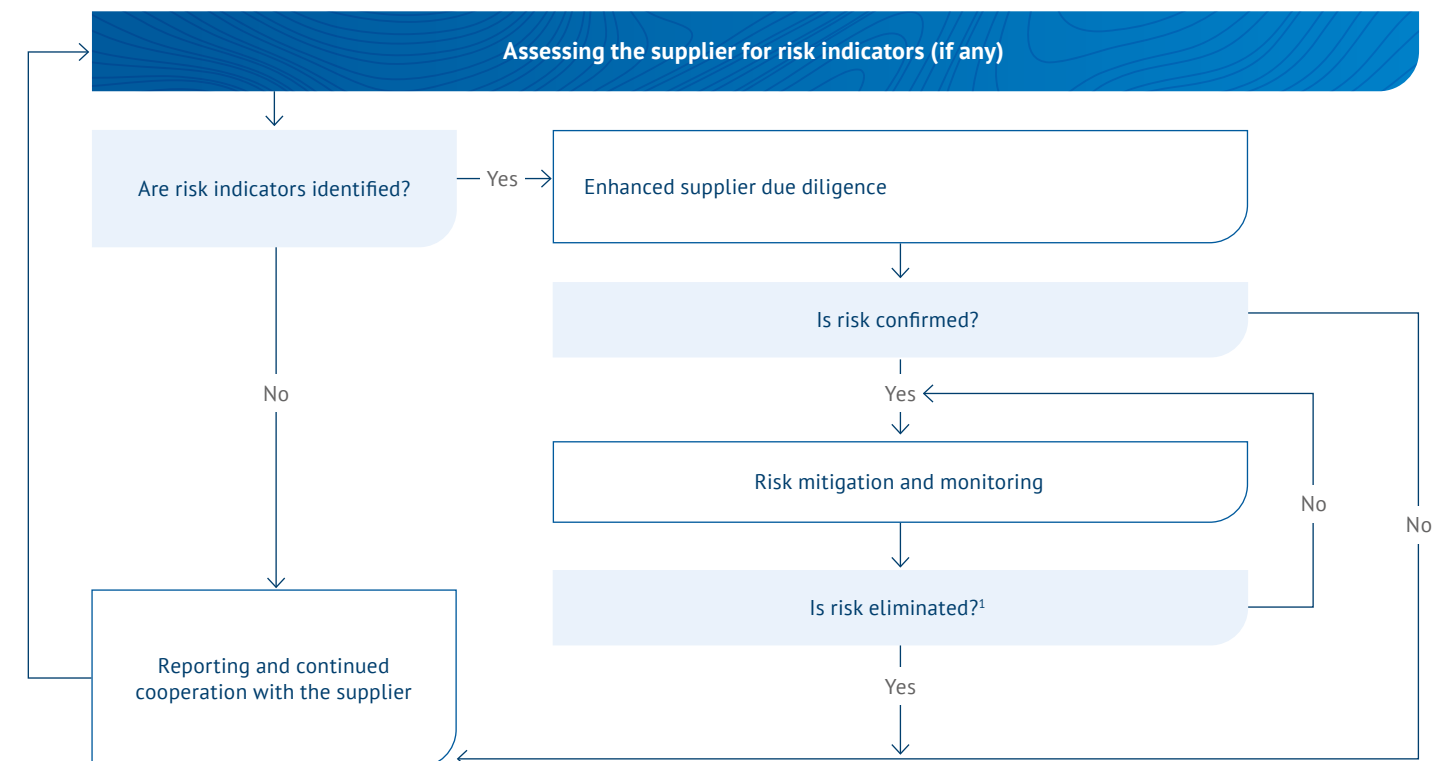 Assessing the supplier for risk indicators (if any)
Are risk indicators identified?
Yes
Enhanced supplier due diligence
Is risk confirmed?
No
Yes
Risk mitigation and monitoring
No
No
Is risk eliminated?¹
Reporting and continued
cooperation with the supplier
Yes